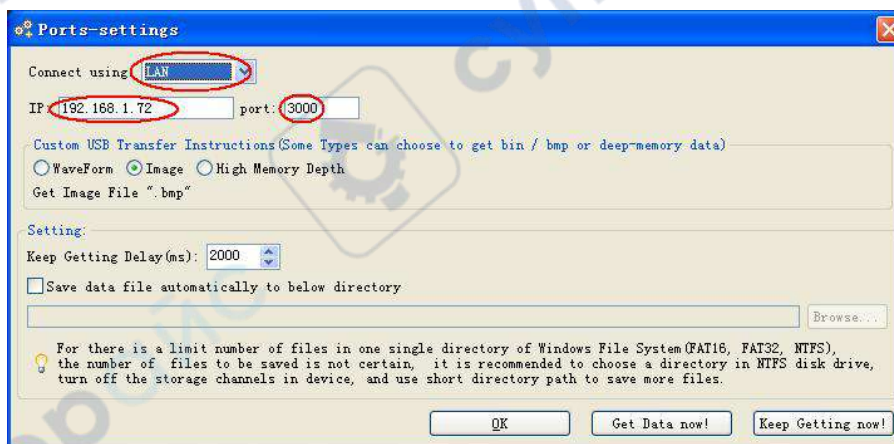 Ports-settings
Connect using LAN
IP: 192.168.1.72 port: 3000
Custom USB Transfer Instructions(Some Types can choose to get bin / bmp or deep-memory data)
WaveForm Image High Memory Depth
Get Image File ".bmp"
Setting:
Keep Getting Delay(ms): 2000
Save data file automatically to below directory
Browse...
For there is a limit number of files in one single directory of Windows File System(FAT16, FAT32, NTFS),
the number of files to be saved is not certain, it is recommended to choose a directory in NTFS disk drive,
turn off the storage channels in device, and use short directory path to save more files.
OK Get Data now! Keep Getting now!